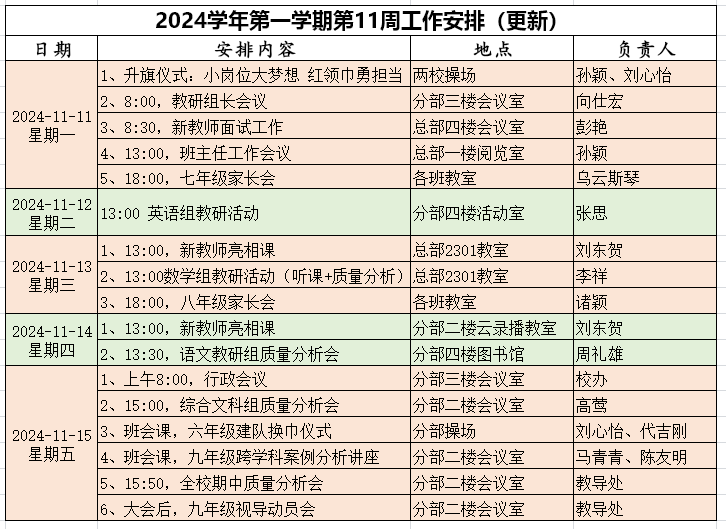 2024学年第一学期第11周工作安排（更新）
日期 安排内容 地点 负责人
2024-11-11 星期一
1、升旗仪式：小岗位大梦想 红领巾勇担当 两校操场 孙颖、刘心怡
2、8:00，教研组长会议 分部三楼会议室 向仕宏
3、8:30，新教师面试工作 总部四楼会议室 彭艳
4、13:00，班主任工作会议 总部一楼阅览室 孙颖
5、18:00，七年级家长会 各班教室 乌云斯琴
2024-11-12 星期二
13:00 英语组教研活动 分部四楼活动室 张思
2024-11-13 星期三
1、13:00，新教师亮相课 总部2301教室 刘东贺
2、13:00数学组教研活动（听课+质量分析） 总部2301教室 李祥
3、18:00，八年级家长会 各班教室 诸颖
2024-11-14 星期四
1、13:00，新教师亮相课 分部二楼云录播教室 刘东贺
2、13:30，语文教研组质量分析会 分部四楼图书馆 周礼雄
2024-11-15 星期五
1、上午8:00，行政会议 分部三楼会议室 校办
2、15:00，综合文科组质量分析会 分部二楼会议室 高莺
3、班会课，六年级建队换巾仪式 分部操场 刘心怡、代吉刚
4、班会课，九年级跨学科案例分析讲座 分部二楼会议室 马青青、陈友明
5、15:50，全校期中质量分析会 分部二楼会议室 教导处
6、大会后，九年级视导动员会 分部二楼会议室 教导处